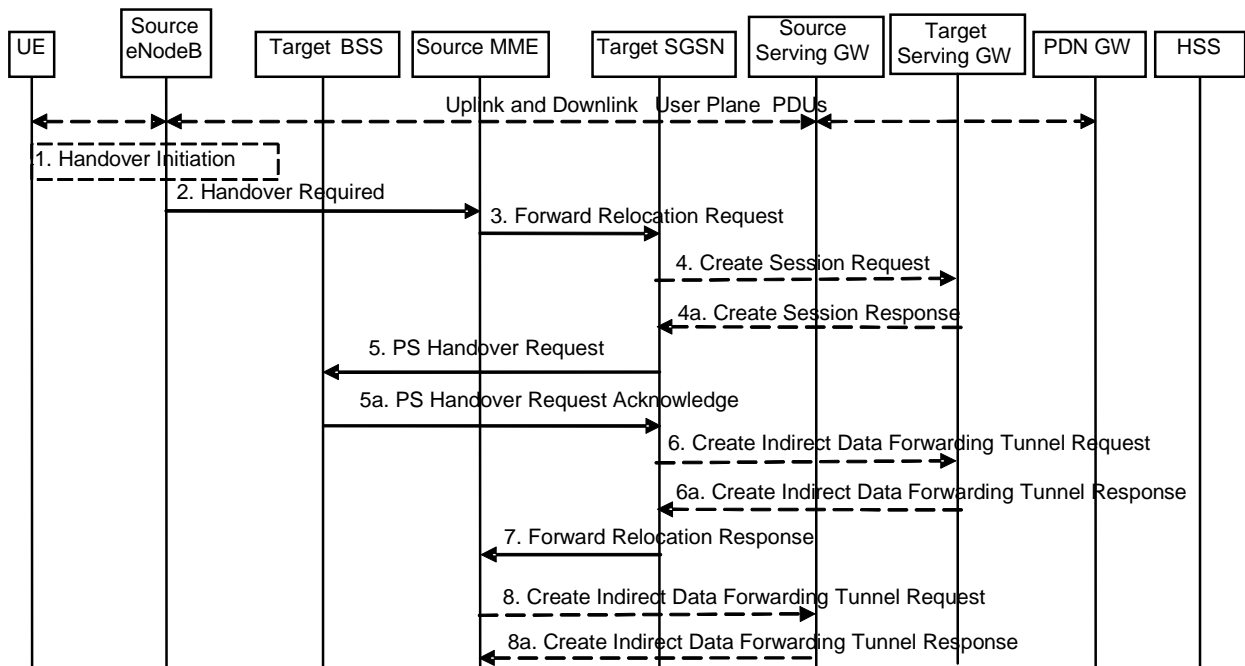 UE
Source
eNodeB
Target BSS
Source MME
Target SGSN
Source
Serving GW
Target
Serving GW
PDN GW
HSS
Uplink and Downlink User Plane PDUs
1. Handover Initiation
2. Handover Required
3. Forward Relocation Request
4. Create Session Request
4a. Create Session Response
5. PS Handover Request
5a. PS Handover Request Acknowledge
6. Create Indirect Data Forwarding Tunnel Request
6a. Create Indirect Data Forwarding Tunnel Response
7. Forward Relocation Response
8. Create Indirect Data Forwarding Tunnel Request
8a. Create Indirect Data Forwarding Tunnel Response